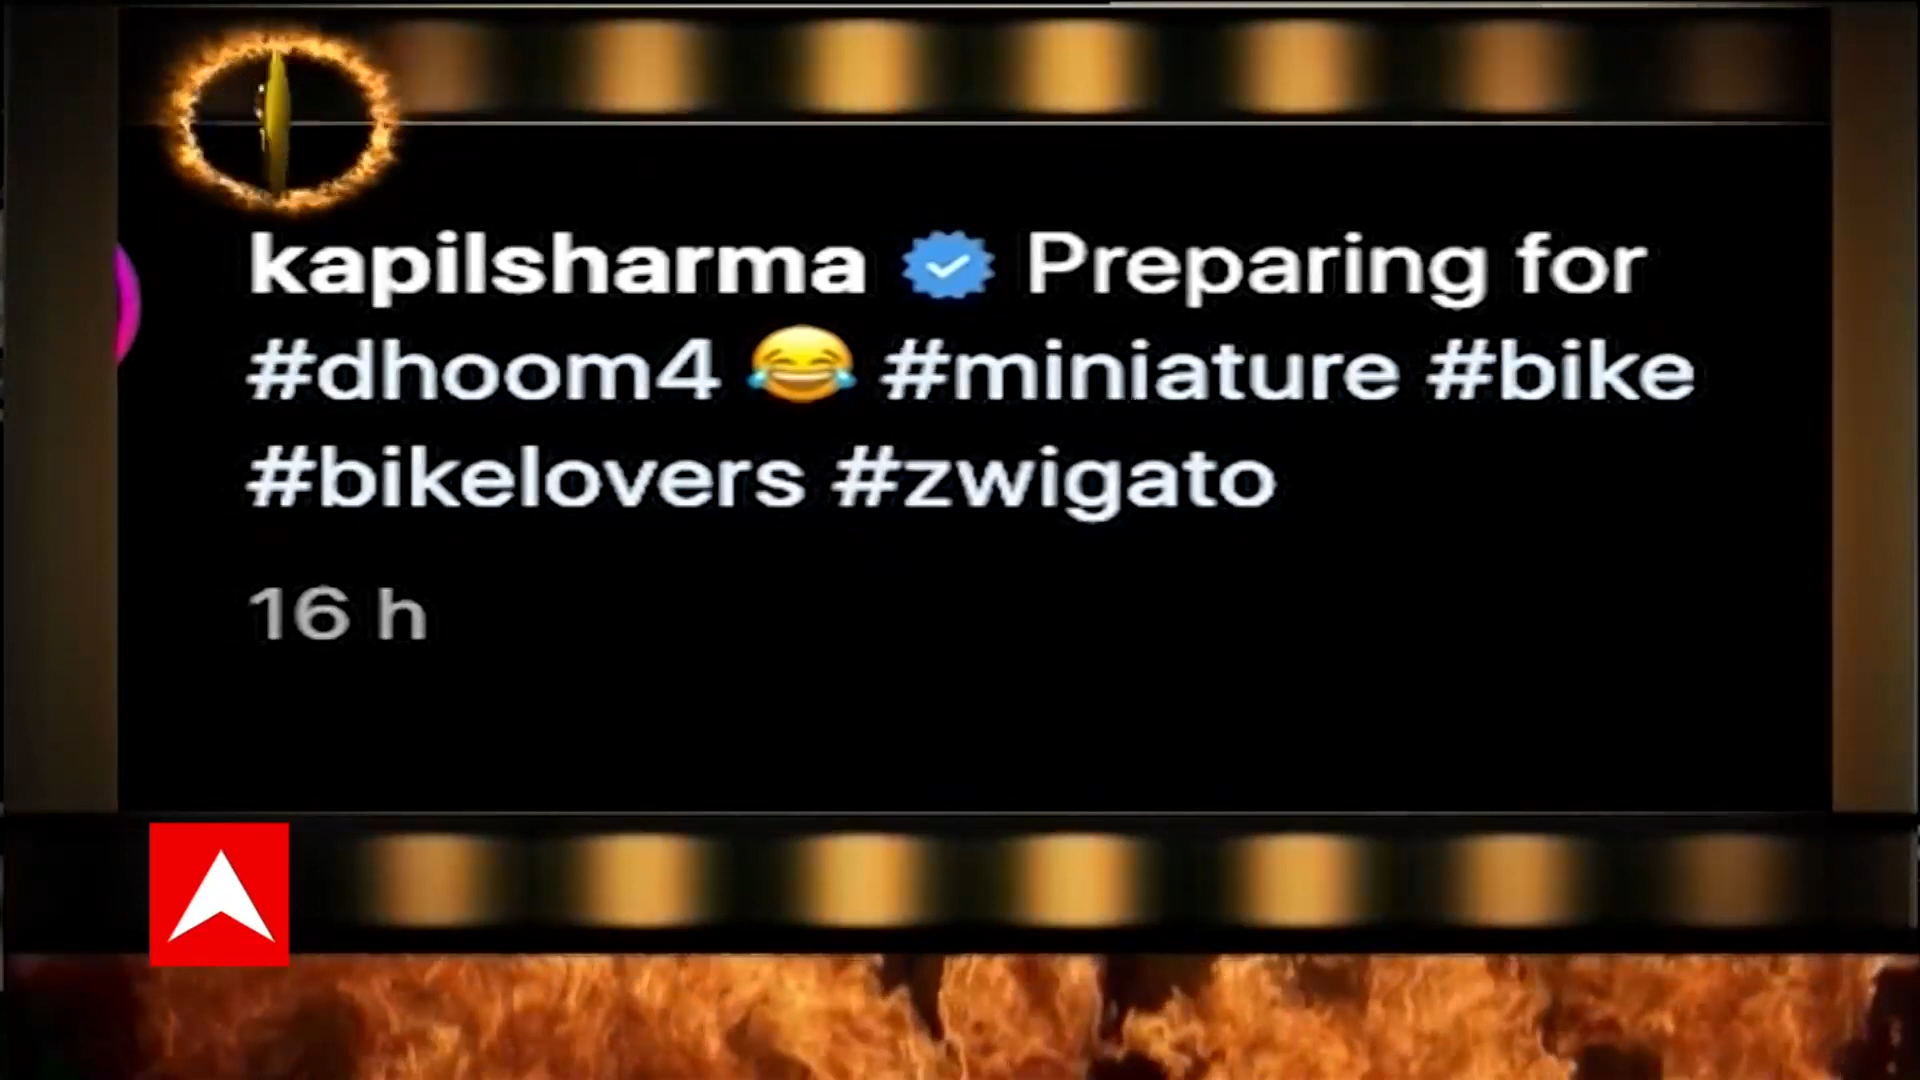 kapilsharma Preparing for
#dhoom4 😂 #miniature #bike
#bikelovers #zwigato
16 h